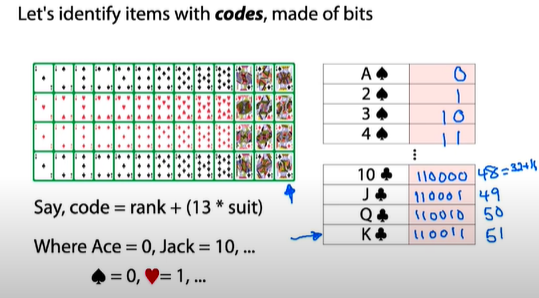 Let's identify items with codes, made of bits
A ♠ 0
2 ♠ 1
3 ♠ 10
4 ♠ 11
⋮
10 ♣ 110000 48=32+16
J ♣ 110001 49
Q ♣ 110010 50
K ♣ 110011 51
Say, code = rank + (13 * suit)
Where Ace = 0, Jack = 10, ...
♠ = 0, ♥= 1, ...